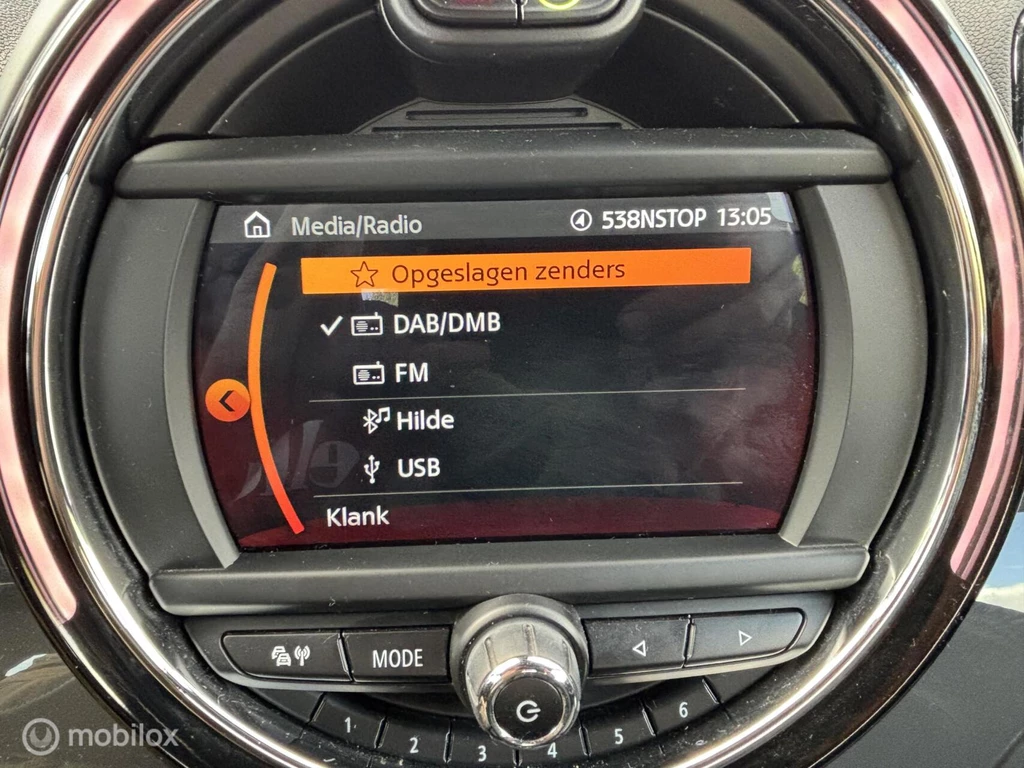 Media/Radio 538NSTOP 13:05
Opgeslagen zenders
DAB/DMB
FM
Hilde
USB
Klank
MODE
1 2 3 4 5 6
mobilox